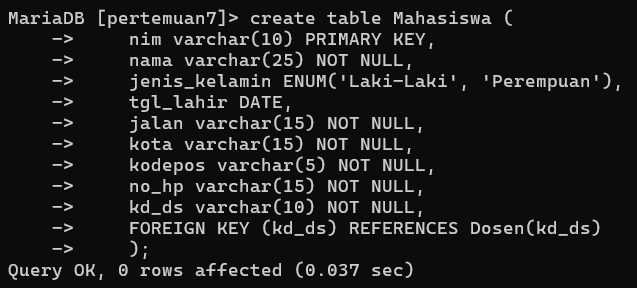 MariaDB [pertemuan7]> create table Mahasiswa (
    ->     nim varchar(10) PRIMARY KEY,
    ->     nama varchar(25) NOT NULL,
    ->     jenis_kelamin ENUM('Laki-Laki', 'Perempuan'),
    ->     tgl_lahir DATE,
    ->     jalan varchar(15) NOT NULL,
    ->     kota varchar(15) NOT NULL,
    ->     kodepos varchar(5) NOT NULL,
    ->     no_hp varchar(15) NOT NULL,
    ->     kd_ds varchar(10) NOT NULL,
    ->     FOREIGN KEY (kd_ds) REFERENCES Dosen(kd_ds)
    ->     );
Query OK, 0 rows affected (0.037 sec)